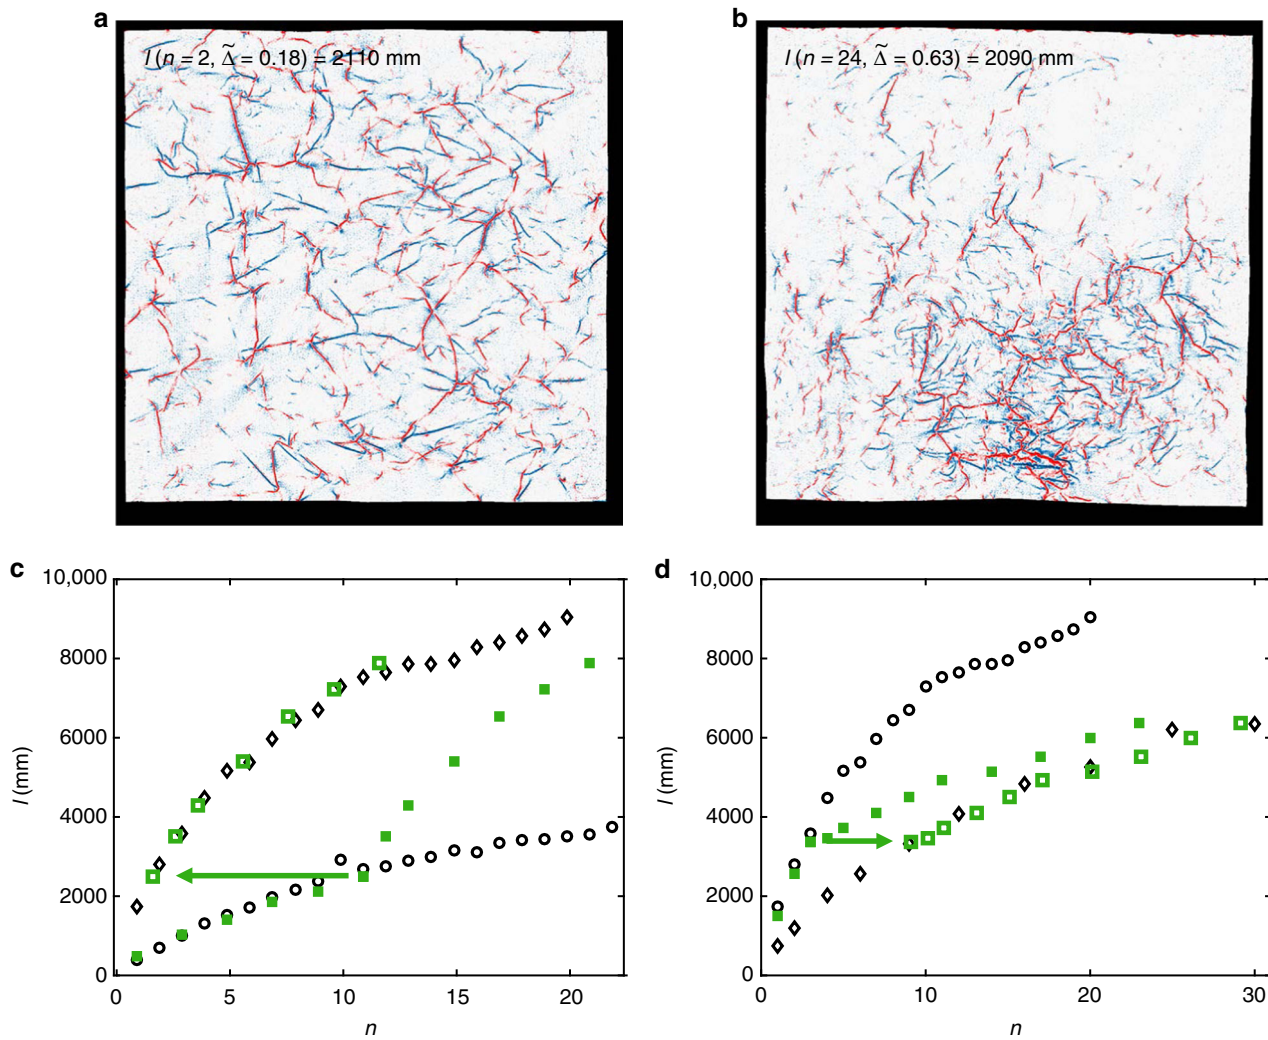 a
l (n = 2, Δ̃ = 0.18) = 2110 mm
b
l (n = 24, Δ̃ = 0.63) = 2090 mm
c
10,000
8000
6000
4000
2000
0
l (mm)
0 5 10 15 20
n
d
10,000
8000
6000
4000
2000
0
l (mm)
0 10 20 30
n